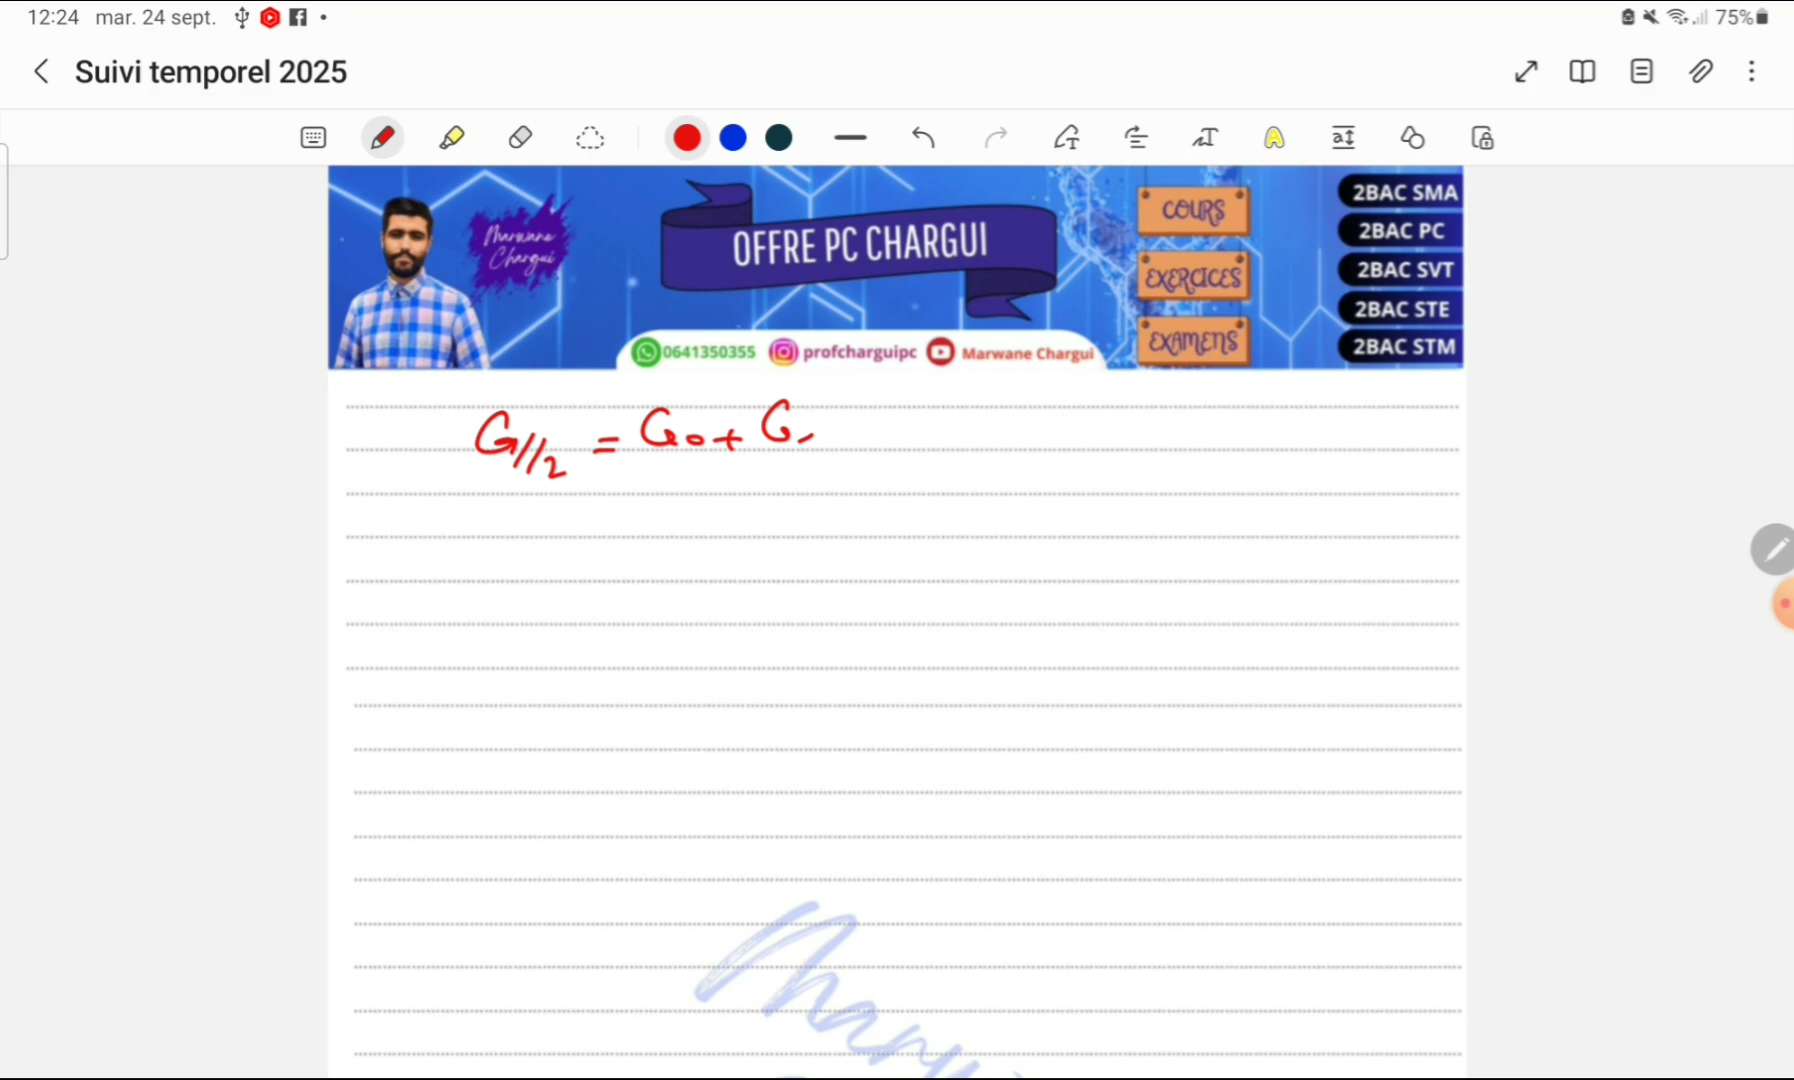 12:24 mar. 24 sept. 75%
Suivi temporel 2025
Marwane
Chargui
OFFRE PC CHARGUI
COURS
EXERCICES
EXAMENS
2BAC SMA
2BAC PC
2BAC SVT
2BAC STE
2BAC STM
0641350355 profcharguipc Marwane Chargui
G//2 = G0 + G